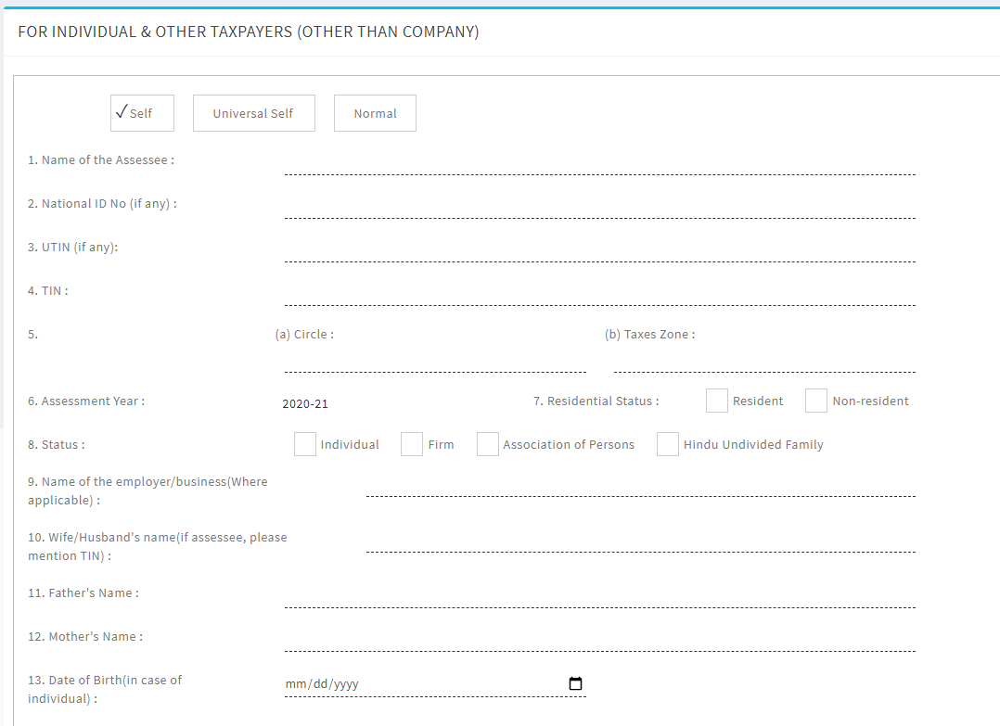 FOR INDIVIDUAL & OTHER TAXPAYERS (OTHER THAN COMPANY)
✓ Self Universal Self Normal
1. Name of the Assessee :
2. National ID No (if any) :
3. UTIN (if any):
4. TIN :
5. (a) Circle : (b) Taxes Zone :
6. Assessment Year : 2020-21 7. Residential Status : Resident Non-resident
8. Status : Individual Firm Association of Persons Hindu Undivided Family
9. Name of the employer/business(Where
applicable) :
10. Wife/Husband's name(if assessee, please
mention TIN) :
11. Father's Name :
12. Mother's Name :
13. Date of Birth(in case of
individual) : mm/dd/yyyy